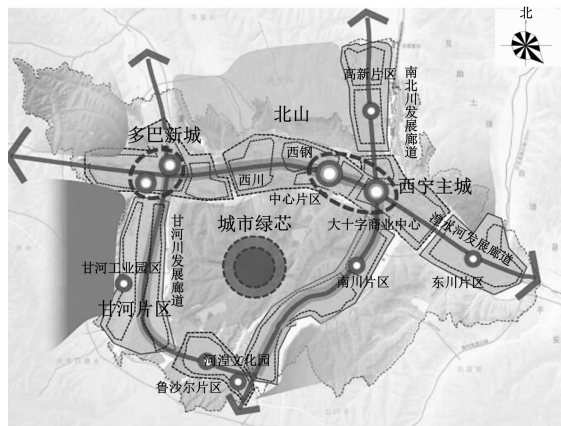 北
高新片区
南北川发展廊道
北山
多巴新城
西钢
西川
中心片区
西宁主城
大十字商业中心
湟水河发展廊道
城市绿芯
甘河川发展廊道
甘河工业园区
甘河片区
南川片区
东川片区
河湟文化园
鲁沙尔片区